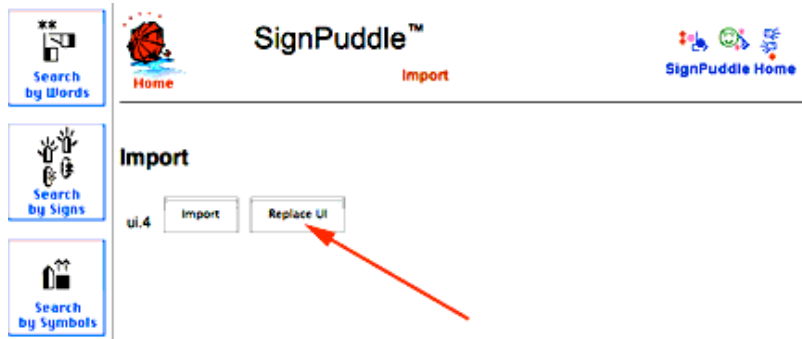 Search
by Words
Search
by Signs
Search
by Symbols
Home
SignPuddle™
Import
SignPuddle Home
Import
ui.4 Import Replace UI